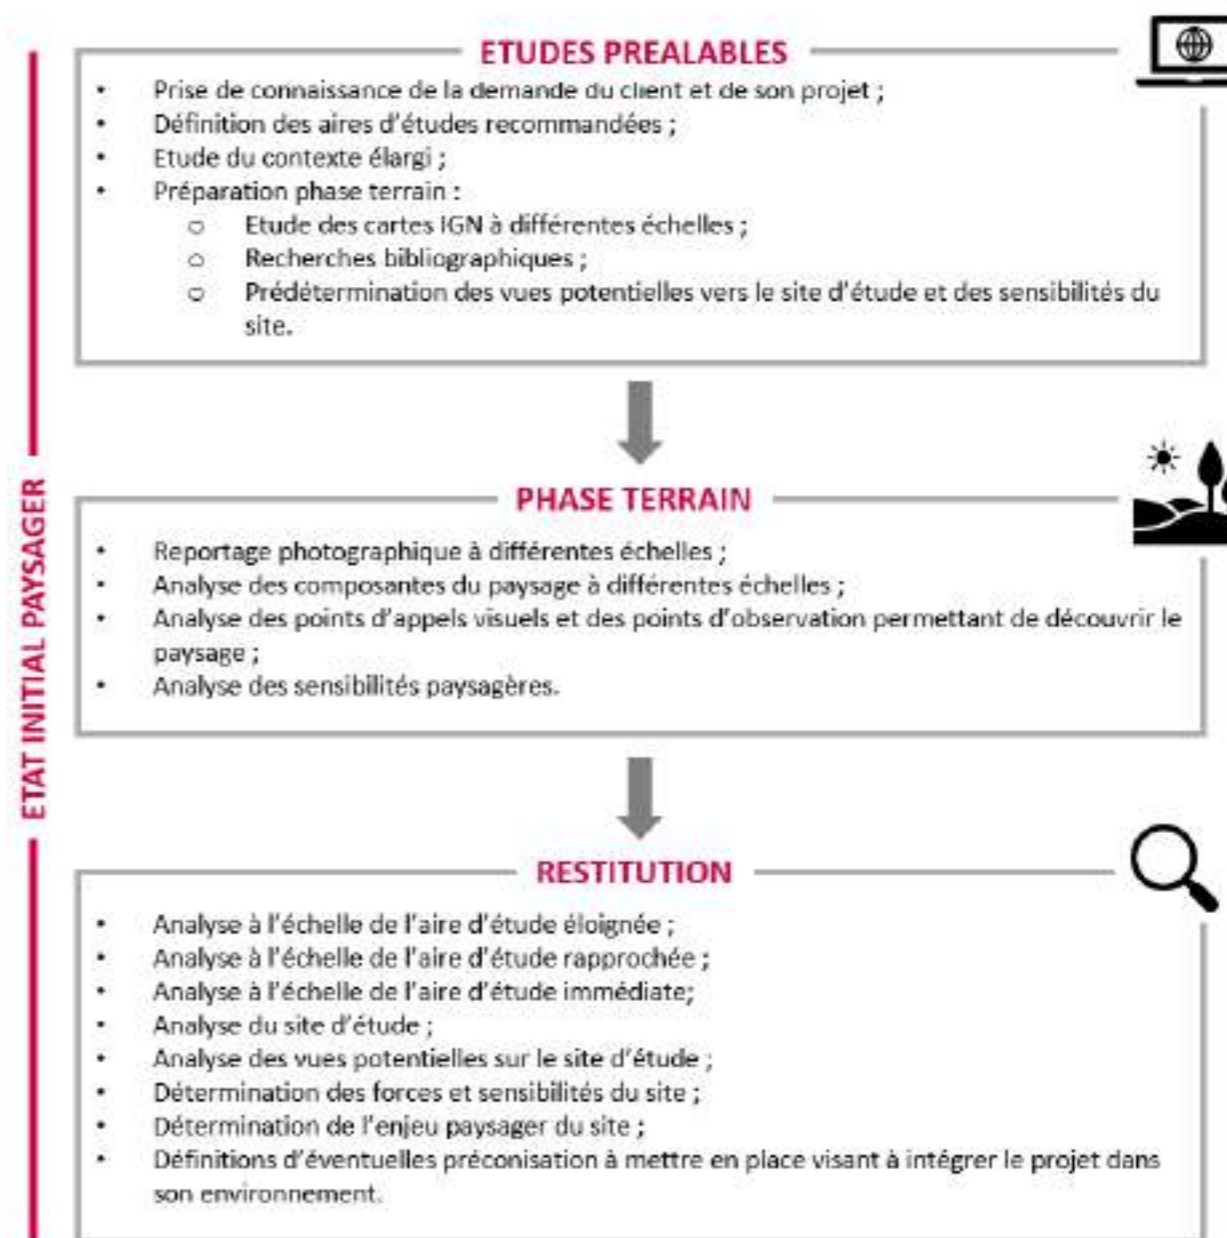 ETUDES PREALABLES
• Prise de connaissance de la demande du client et de son projet ;
• Définition des aires d'études recommandées ;
• Etude du contexte élargi ;
• Préparation phase terrain :
o Etude des cartes IGN à différentes échelles ;
o Recherches bibliographiques ;
o Prédétermination des vues potentielles vers le site d'étude et des sensibilités du
site.
ETAT INITIAL PAYSAGER
PHASE TERRAIN
• Reportage photographique à différentes échelles ;
• Analyse des composantes du paysage à différentes échelles ;
• Analyse des points d'appels visuels et des points d'observation permettant de découvrir le
paysage ;
• Analyse des sensibilités paysagères.
RESTITUTION
• Analyse à l'échelle de l'aire d'étude éloignée ;
• Analyse à l'échelle de l'aire d'étude rapprochée ;
• Analyse à l'échelle de l'aire d'étude immédiate;
• Analyse du site d'étude ;
• Analyse des vues potentielles sur le site d'étude ;
• Détermination des forces et sensibilités du site ;
• Détermination de l'enjeu paysager du site ;
• Définitions d'éventuelles préconisation à mettre en place visant à intégrer le projet dans
son environnement.